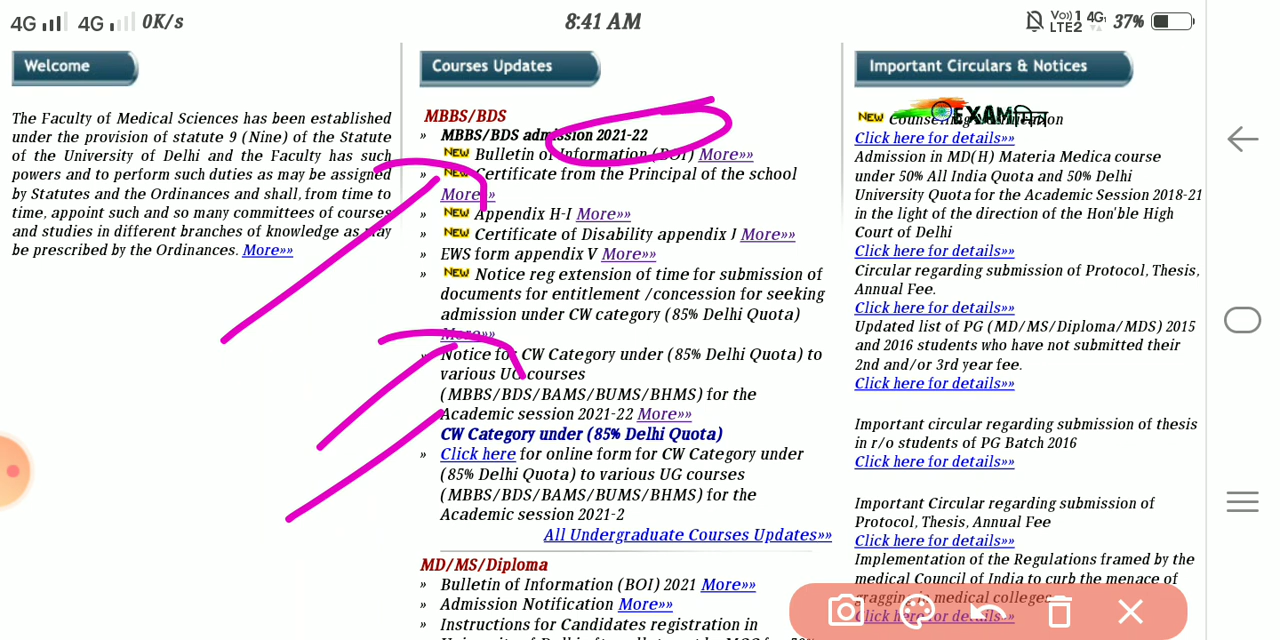 4G 4G 0K/s 8:41 AM Vo) 1 4G LTE2 37%
Welcome
The Faculty of Medical Sciences has been established
under the provision of statute 9 (Nine) of the Statute
of the University of Delhi and the Faculty has such
powers and to perform such duties as may be assigned
by Statutes and the Ordinances and shall, from time to
time, appoint such and so many committees of courses
and studies in different branches of knowledge as may
be prescribed by the Ordinances. More»»
Courses Updates
MBBS/BDS
» MBBS/BDS admission 2021-22
NEW Bulletin of Information (BOI) More»»
» NEW Certificate from the Principal of the school
More»»
» NEW Appendix H-I More»»
» NEW Certificate of Disability appendix J More»»
» EWS form appendix V More»»
» NEW Notice reg extension of time for submission of
documents for entitlement /concession for seeking
admission under CW category (85% Delhi Quota)
More»»
» Notice for CW Category under (85% Delhi Quota) to
various UG courses
(MBBS/BDS/BAMS/BUMS/BHMS) for the
Academic session 2021-22 More»»
CW Category under (85% Delhi Quota)
» Click here for online form for CW Category under
(85% Delhi Quota) to various UG courses
(MBBS/BDS/BAMS/BUMS/BHMS) for the
Academic session 2021-2
All Undergraduate Courses Updates»»
MD/MS/Diploma
» Bulletin of Information (BOI) 2021 More»»
» Admission Notification More»»
» Instructions for Candidates registration in
Important Circulars & Notices
NEW EXAM
Click here for details»»
Admission in MD(H) Materia Medica course
under 50% All India Quota and 50% Delhi
University Quota for the Academic Session 2018-21
in the light of the direction of the Hon'ble High
Court of Delhi
Click here for details»»
Circular regarding submission of Protocol, Thesis,
Annual Fee.
Click here for details»»
Updated list of PG (MD/MS/Diploma/MDS) 2015
and 2016 students who have not submitted their
2nd and/or 3rd year fee.
Click here for details»»
Important circular regarding submission of thesis
in r/o students of PG Batch 2016
Click here for details»»
Important Circular regarding submission of
Protocol, Thesis, Annual Fee
Click here for details»»
Implementation of the Regulations framed by the
medical Council of India to curb the menace of
gragging in medical colleges
Click here for details»»